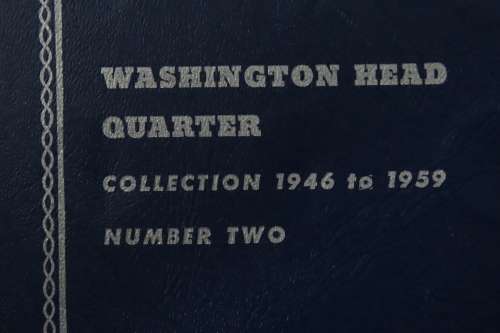 WASHINGTON HEAD
QUARTER
COLLECTION 1946 to 1959
NUMBER TWO